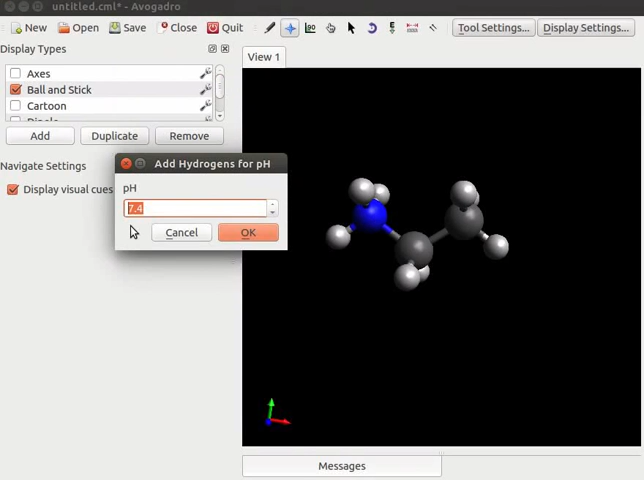 untitled.cml* - Avogadro
New Open Save Close Quit Tool Settings... Display Settings...
Display Types
View 1
Axes
Ball and Stick
Cartoon
Add Duplicate Remove
Add Hydrogens for pH
Navigate Settings
pH
Display visual cues
7.4
Cancel OK
Messages